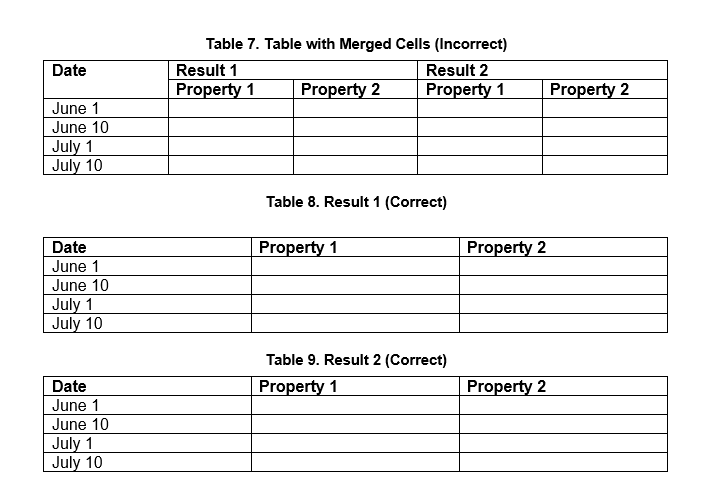 Table 7. Table with Merged Cells (Incorrect)
Date Result 1 Result 2
Property 1 Property 2 Property 1 Property 2
June 1
June 10
July 1
July 10
Table 8. Result 1 (Correct)
Date Property 1 Property 2
June 1
June 10
July 1
July 10
Table 9. Result 2 (Correct)
Date Property 1 Property 2
June 1
June 10
July 1
July 10